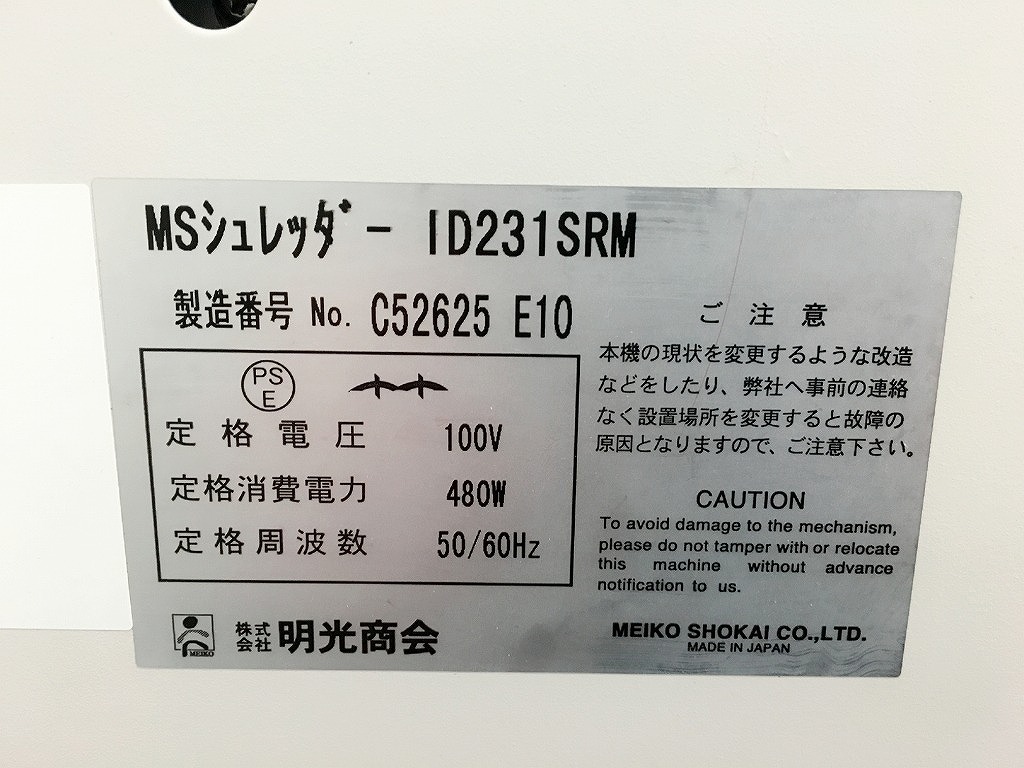 MSシュレッダー ID231SRM
製造番号 No. C52625 E10
PS
E
定格電圧 100V
定格消費電力 480W
定格周波数 50/60Hz
ご注意
本機の現状を変更するような改造
などをしたり、弊社へ事前の連絡
なく設置場所を変更すると故障の
原因となりますので、ご注意下さい。
CAUTION
To avoid damage to the mechanism,
please do not tamper with or relocate
this machine without advance
notification to us.
MEIKO
株式
会社 明光商会
MEIKO SHOKAI CO.,LTD.
MADE IN JAPAN